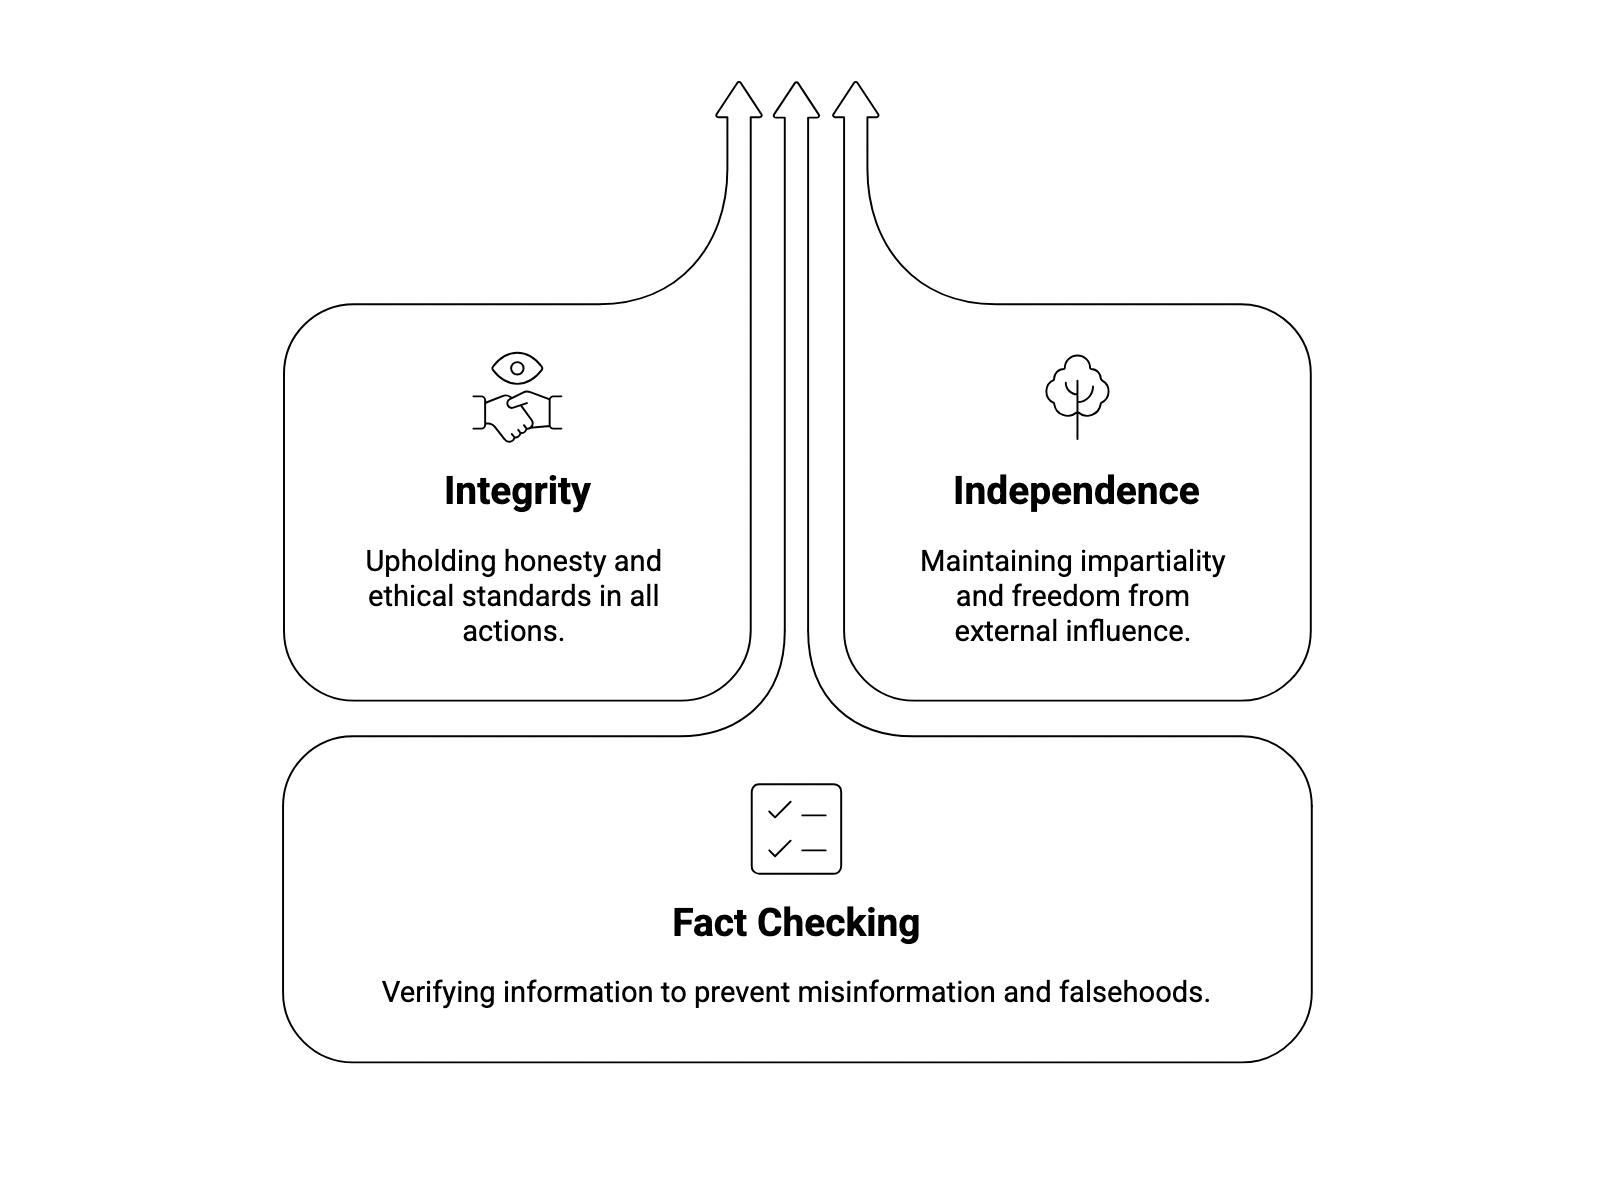 Integrity
Upholding honesty and
ethical standards in all
actions.
Independence
Maintaining impartiality
and freedom from
external influence.
Fact Checking
Verifying information to prevent misinformation and falsehoods.